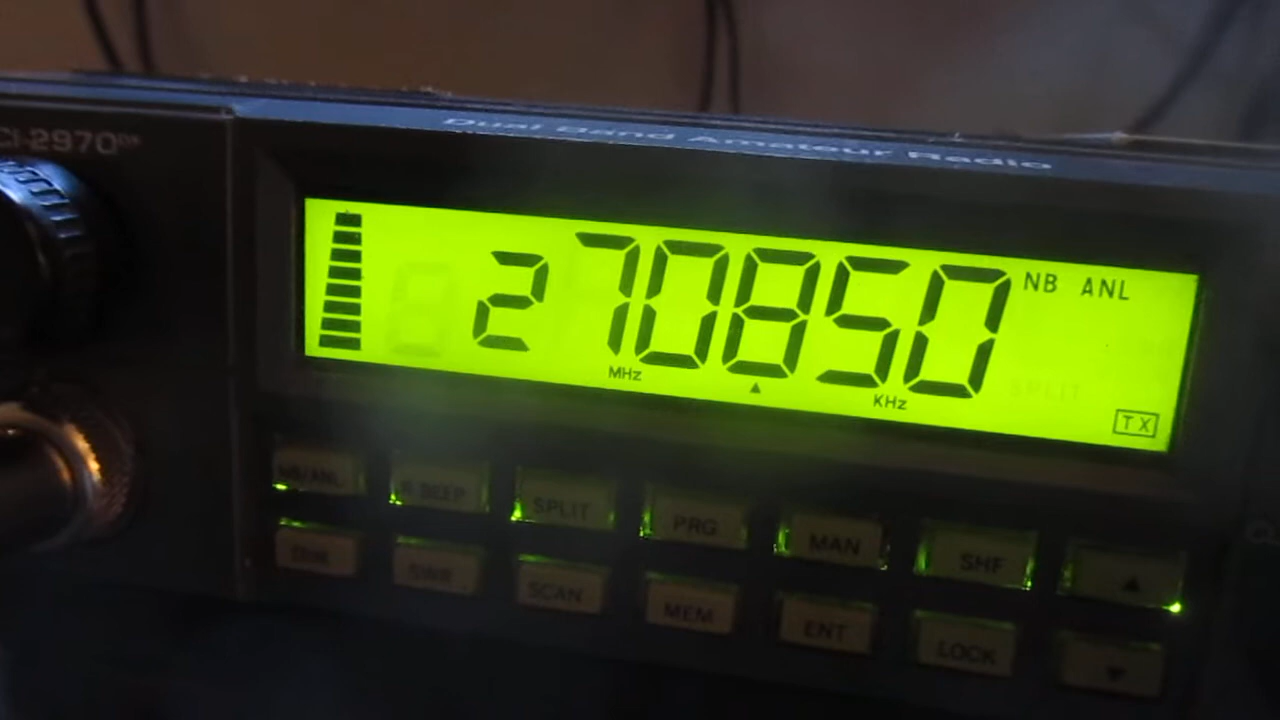 CI-2970DX
Dual Band Amateur Radio
270850
NB ANL
MHz
KHz
SPLIT
TX
NB/ANL
R.BEEP
SPLIT
PRG
MAN
SHF
▲
DIM
SWR
SCAN
MEM
ENT
LOCK
▼